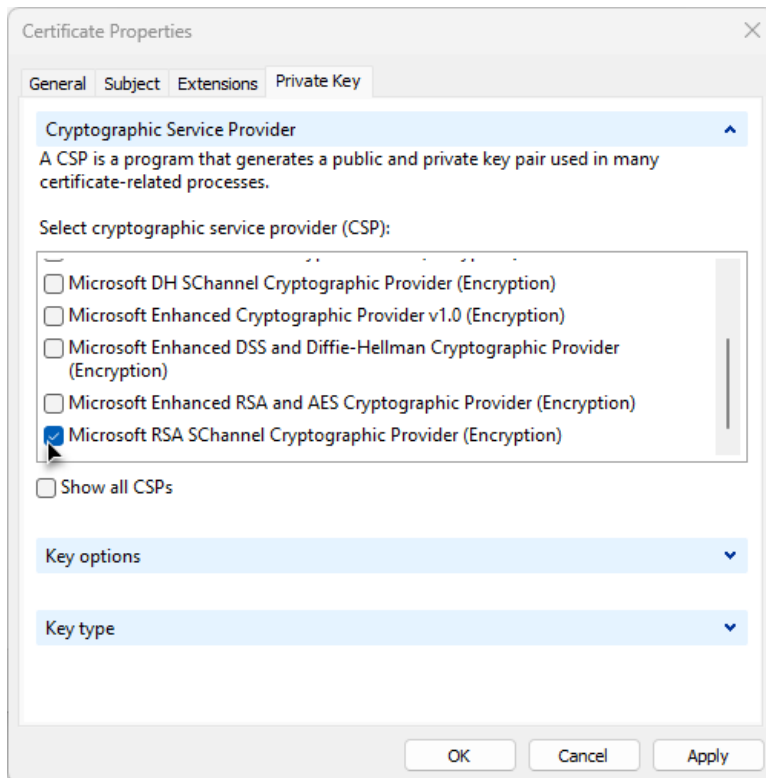 Certificate Properties
General Subject Extensions Private Key
Cryptographic Service Provider
A CSP is a program that generates a public and private key pair used in many
certificate-related processes.
Select cryptographic service provider (CSP):
Microsoft DH SChannel Cryptographic Provider (Encryption)
Microsoft Enhanced Cryptographic Provider v1.0 (Encryption)
Microsoft Enhanced DSS and Diffie-Hellman Cryptographic Provider
(Encryption)
Microsoft Enhanced RSA and AES Cryptographic Provider (Encryption)
Microsoft RSA SChannel Cryptographic Provider (Encryption)
Show all CSPs
Key options
Key type
OK Cancel Apply